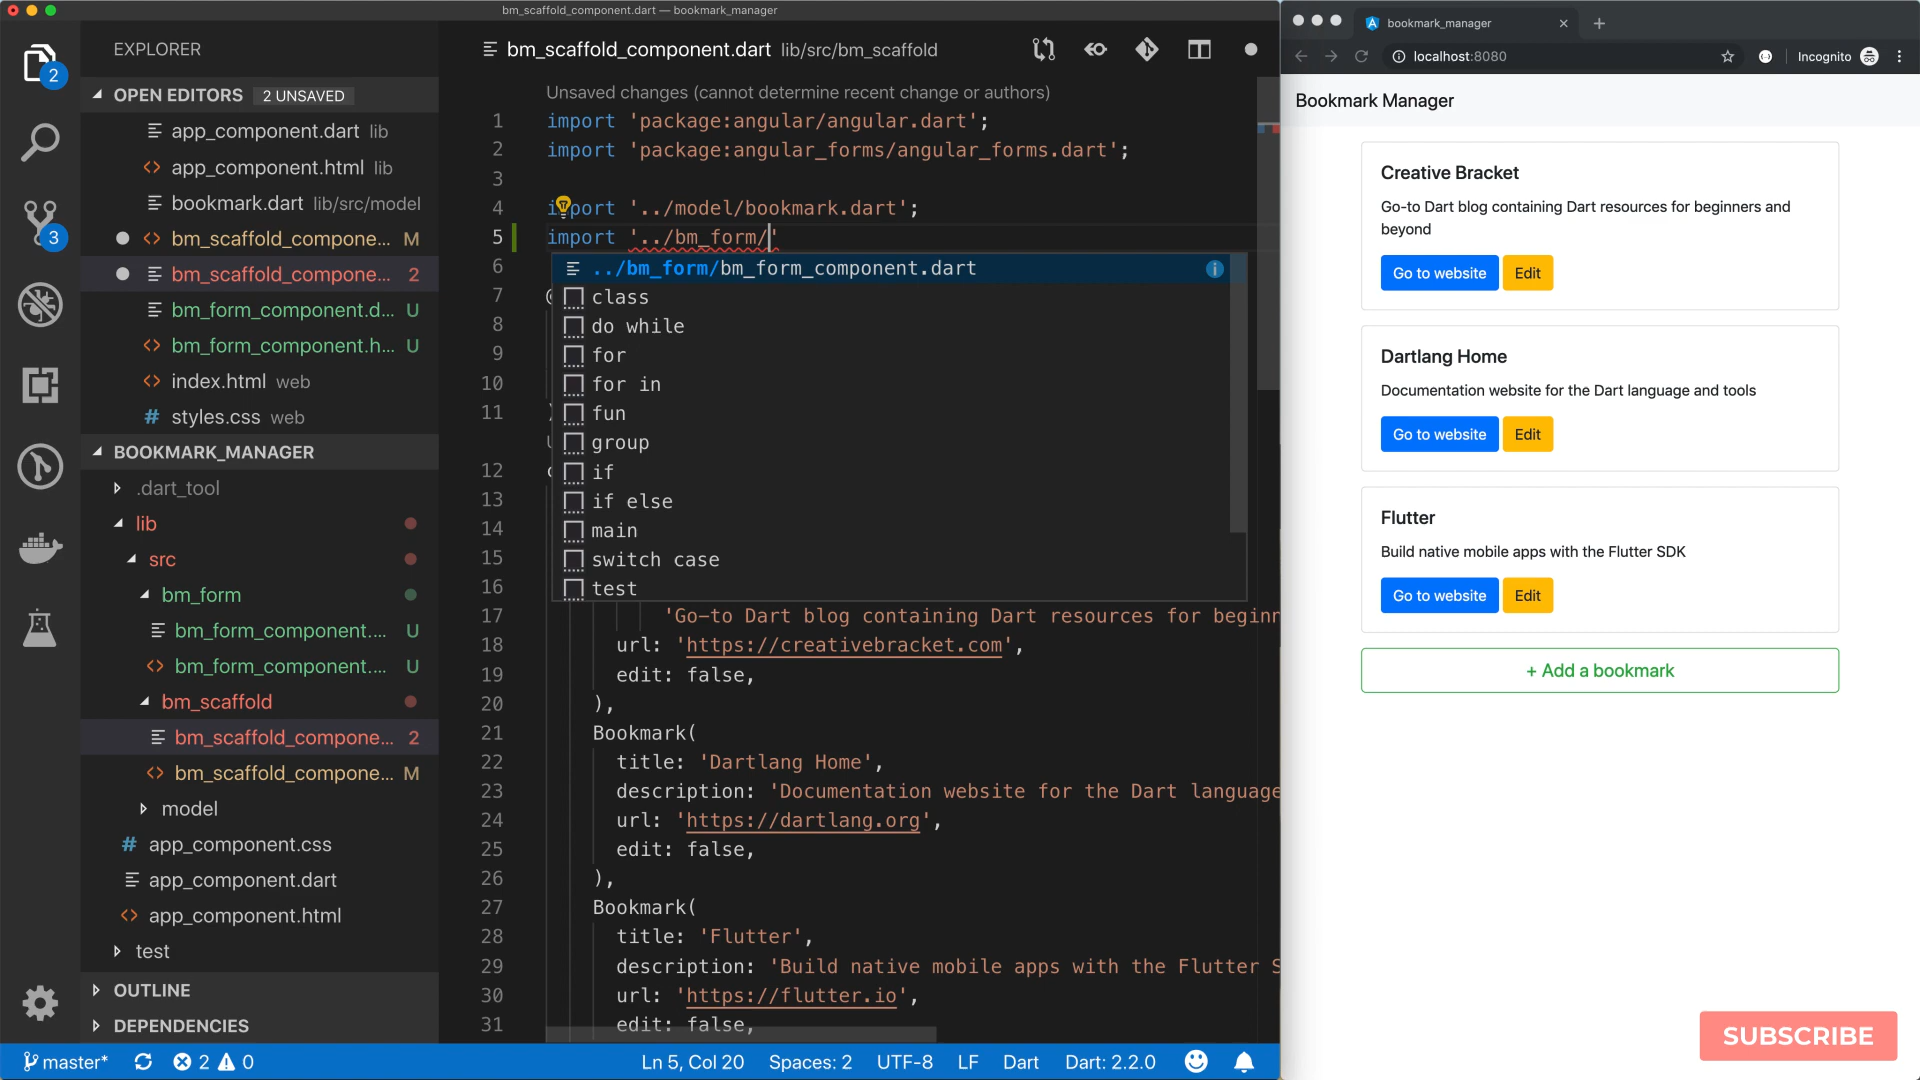 bm_scaffold_component.dart — bookmark_manager
2
3
EXPLORER
OPEN EDITORS 2 UNSAVED
app_component.dart lib
app_component.html lib
bookmark.dart lib/src/model
bm_scaffold_compone... M
bm_scaffold_compone... 2
bm_form_component.d... U
bm_form_component.h... U
index.html web
# styles.css web
BOOKMARK_MANAGER
.dart_tool
lib
src
bm_form
bm_form_component.... U
bm_form_component.... U
bm_scaffold
bm_scaffold_compone... 2
bm_scaffold_compone... M
model
# app_component.css
app_component.dart
app_component.html
test
OUTLINE
DEPENDENCIES
bm_scaffold_component.dart lib/src/bm_scaffold
Unsaved changes (cannot determine recent change or authors)
1 import 'package:angular/angular.dart';
2 import 'package:angular_forms/angular_forms.dart';
3
4 import '../model/bookmark.dart';
5 import '../bm_form/'
6
7 @
8
9
10
11 )
12
13
14
15
16
../bm_form/bm_form_component.dart
class
do while
for
for in
fun
group
if
if else
main
switch case
test
17 'Go-to Dart blog containing Dart resources for beginn
18 url: 'https://creativebracket.com',
19 edit: false,
20 ),
21 Bookmark(
22 title: 'Dartlang Home',
23 description: 'Documentation website for the Dart language
24 url: 'https://dartlang.org',
25 edit: false,
26 ),
27 Bookmark(
28 title: 'Flutter',
29 description: 'Build native mobile apps with the Flutter S
30 url: 'https://flutter.io',
31 edit: false,
master* 2 0 Ln 5, Col 20 Spaces: 2 UTF-8 LF Dart Dart: 2.2.0
bookmark_manager
localhost:8080 Incognito
Bookmark Manager
Creative Bracket
Go-to Dart blog containing Dart resources for beginners and
beyond
Go to website Edit
Dartlang Home
Documentation website for the Dart language and tools
Go to website Edit
Flutter
Build native mobile apps with the Flutter SDK
Go to website Edit
+ Add a bookmark
SUBSCRIBE